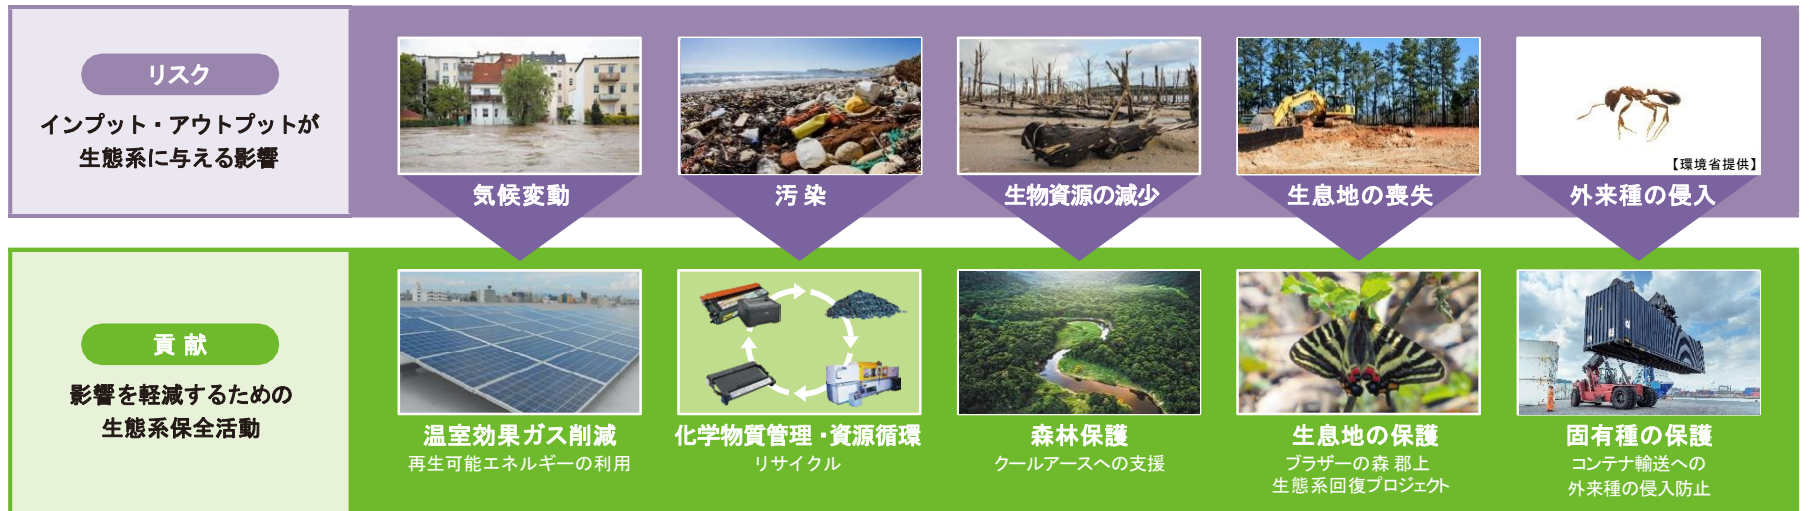 リスク
インプット・アウトプットが
生態系に与える影響
【環境省提供】
気候変動
汚染
生物資源の減少
生息地の喪失
外来種の侵入
貢献
影響を軽減するための
生態系保全活動
温室効果ガス削減
再生可能エネルギーの利用
化学物質管理・資源循環
リサイクル
森林保護
クールアースへの支援
生息地の保護
ブラザーの森 郡上
生態系回復プロジェクト
固有種の保護
コンテナ輸送への
外来種の侵入防止